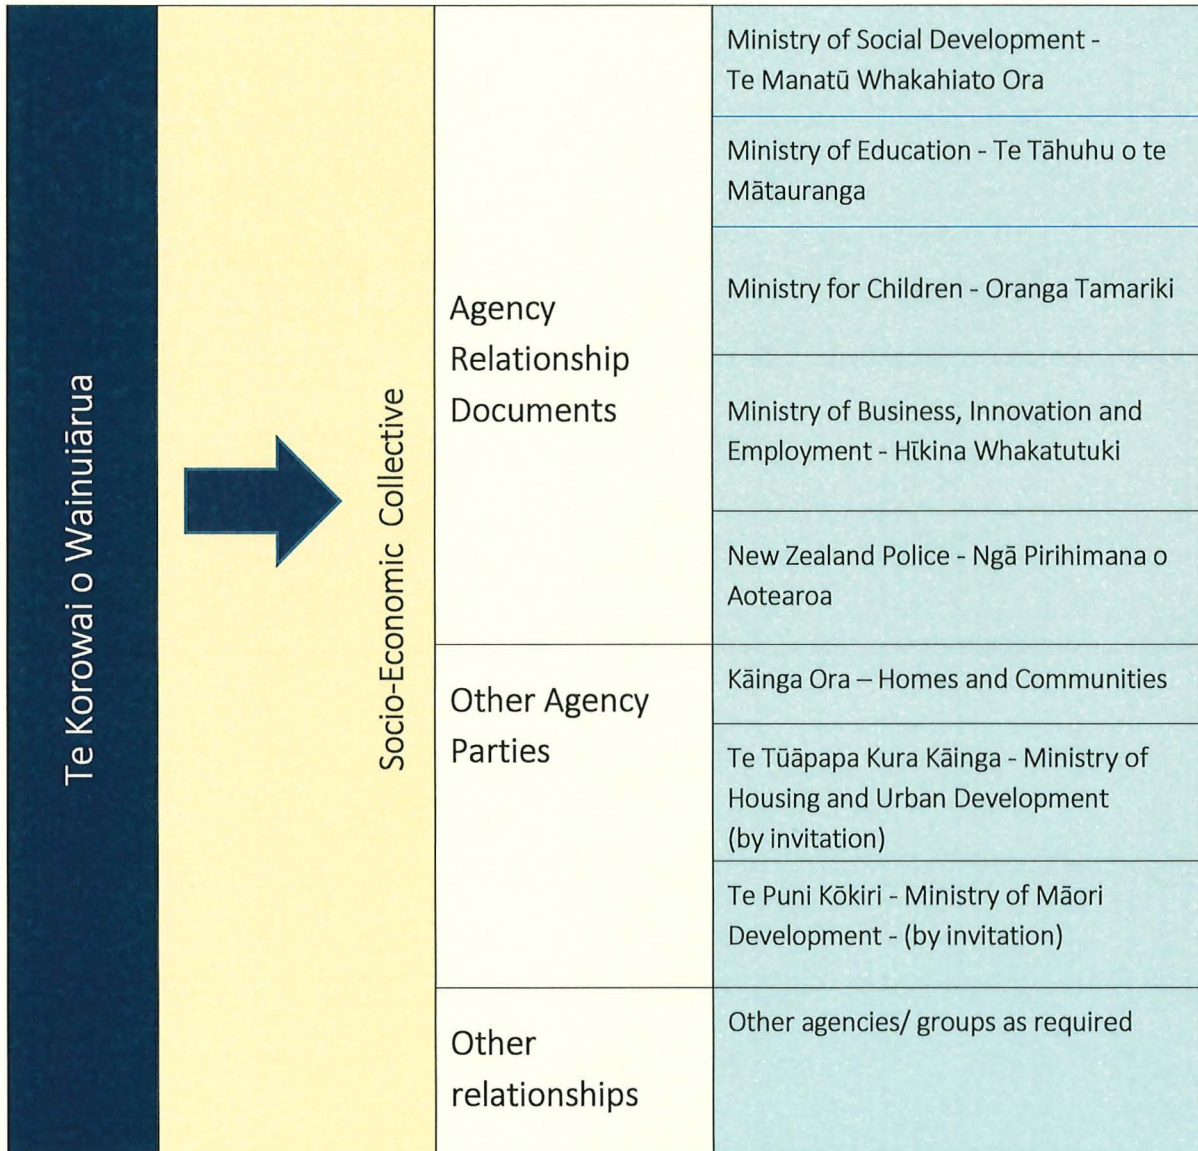 Te Korowai o Wainuiārua
Socio-Economic Collective
Agency
Relationship
Documents
Ministry of Social Development -
Te Manatū Whakahiato Ora
Ministry of Education - Te Tāhuhu o te
Mātauranga
Ministry for Children - Oranga Tamariki
Ministry of Business, Innovation and
Employment - Hīkina Whakatutuki
New Zealand Police - Ngā Pirihimana o
Aotearoa
Other Agency
Parties
Kāinga Ora – Homes and Communities
Te Tūāpapa Kura Kāinga - Ministry of
Housing and Urban Development
(by invitation)
Te Puni Kōkiri - Ministry of Māori
Development - (by invitation)
Other
relationships
Other agencies/ groups as required